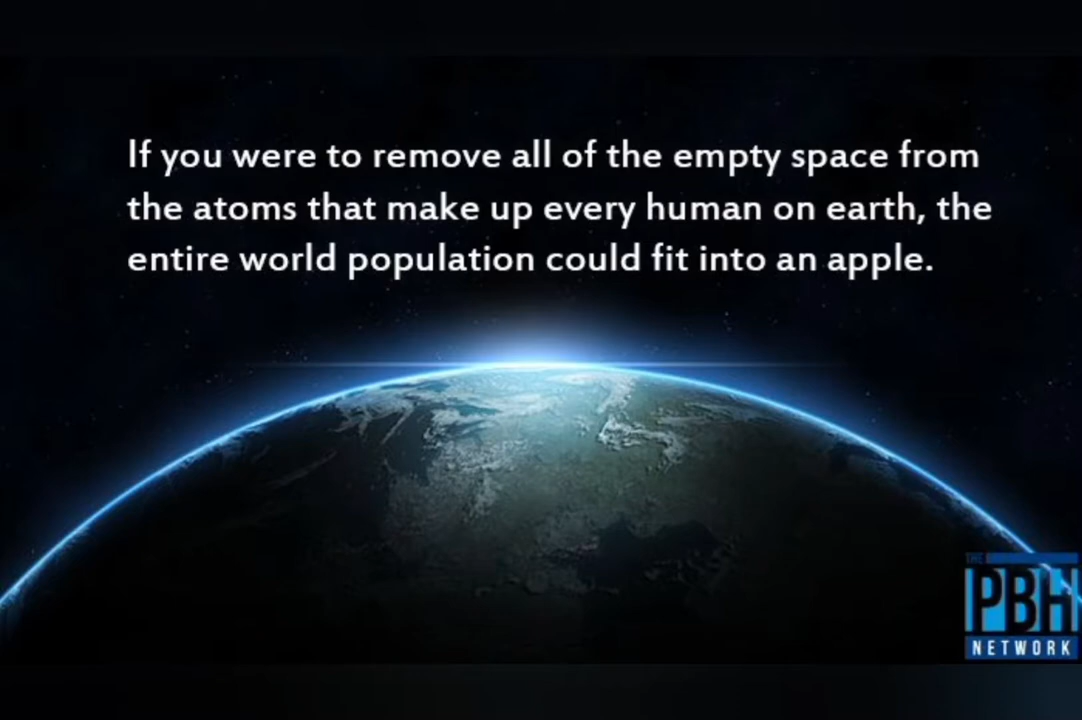 If you were to remove all of the empty space from
the atoms that make up every human on earth, the
entire world population could fit into an apple.
THE
PBH
NETWORK